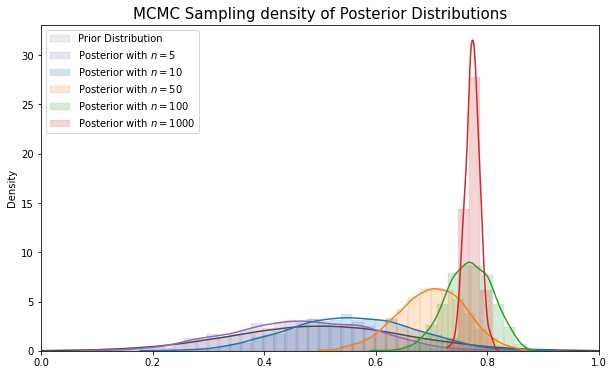 MCMC Sampling density of Posterior Distributions
Prior Distribution
Posterior with n = 5
Posterior with n = 10
Posterior with n = 50
Posterior with n = 100
Posterior with n = 1000
Density
30
25
20
15
10
5
0
0.0 0.2 0.4 0.6 0.8 1.0